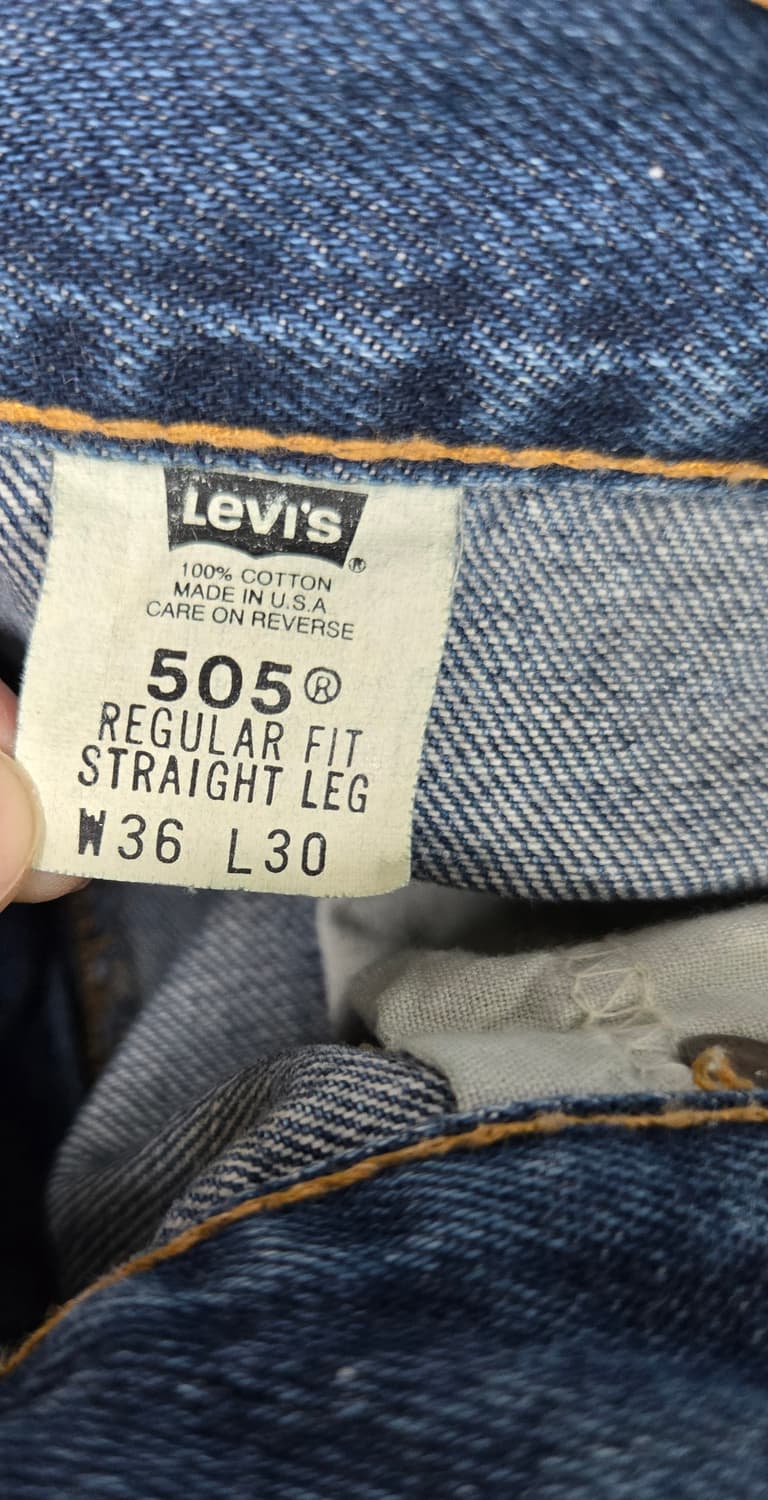 Levi's
®
100% COTTON
MADE IN U.S.A
CARE ON REVERSE
505®
REGULAR FIT
STRAIGHT LEG
W36 L30